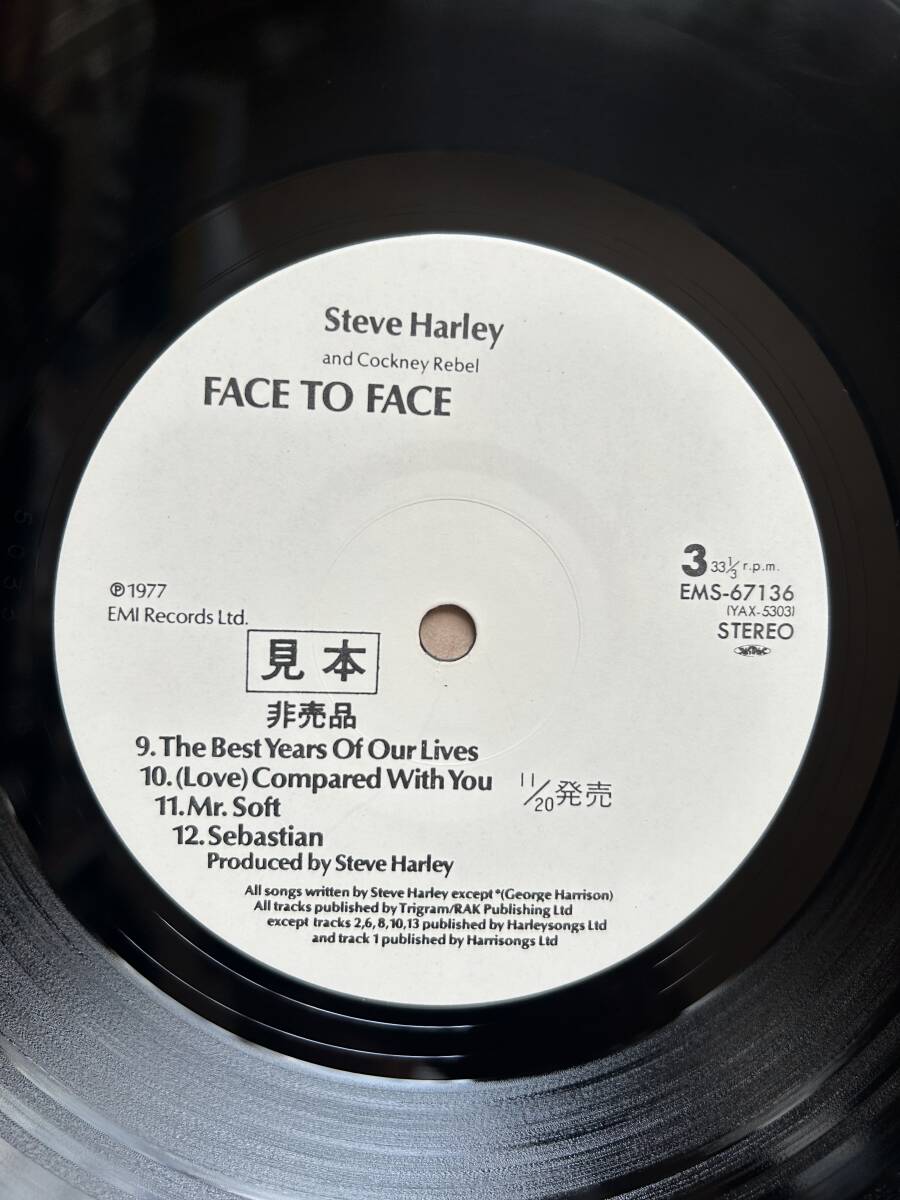 Steve Harley
and Cockney Rebel
FACE TO FACE
℗1977
EMI Records Ltd.
3 33⅓ r.p.m.
EMS-67136
(YAX-5303)
STEREO
見本
非売品
9. The Best Years Of Our Lives
10. (Love) Compared With You
11/20発売
11. Mr. Soft
12. Sebastian
Produced by Steve Harley
All songs written by Steve Harley except *(George Harrison)
All tracks published by Trigram/RAK Publishing Ltd
except tracks 2,6,8,10,13 published by Harleysongs Ltd
and track 1 published by Harrisongs Ltd